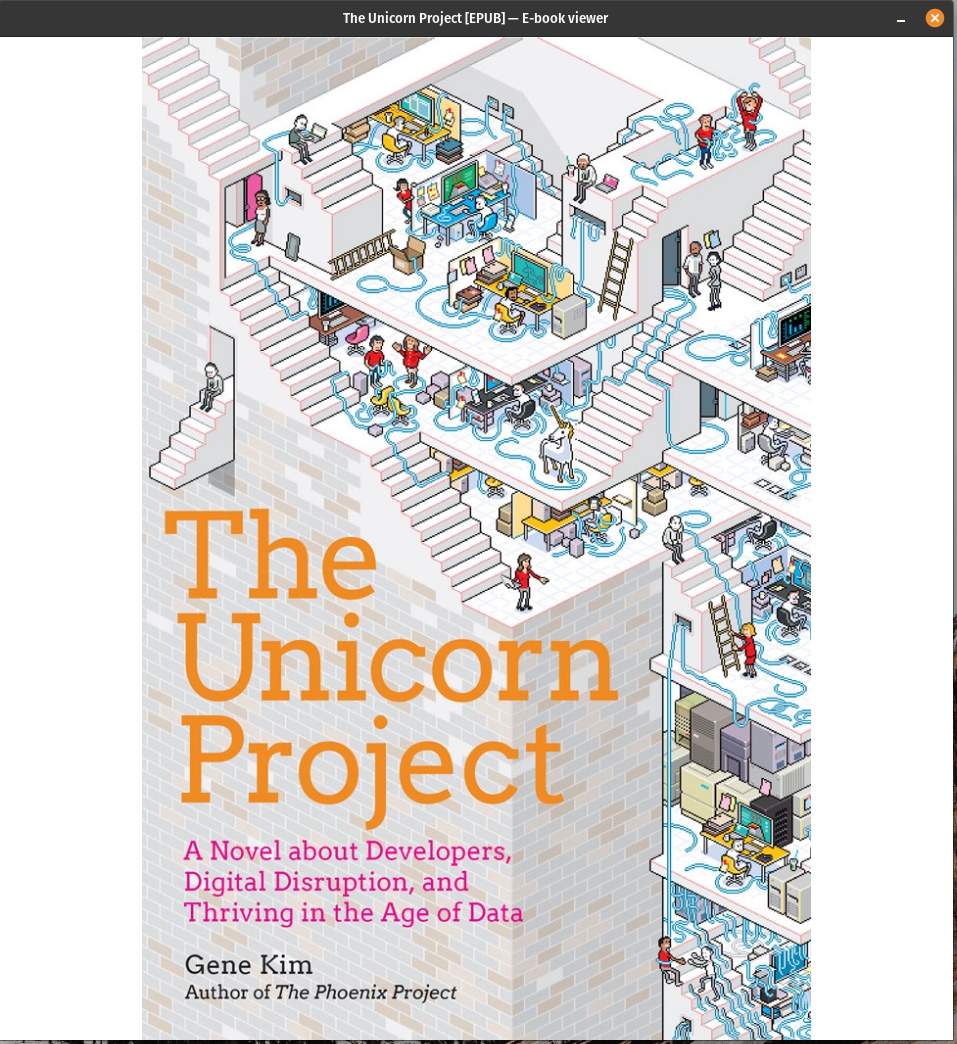 The Unicorn Project [EPUB] — E-book viewer
The
Unicorn
Project
A Novel about Developers,
Digital Disruption, and
Thriving in the Age of Data
Gene Kim
Author of The Phoenix Project